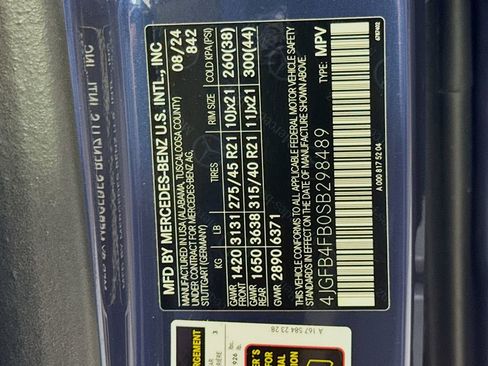 MFD BY MERCEDES-BENZ U.S. INTL., INC
MANUFACTURED IN USA (ALABAMA, TUSCALOOSA COUNTY)
UNDER CONTRACT FOR MERCEDES-BENZ AG,
STUTTGART (GERMANY)
08/24
842
KG LB TIRES RIM SIZE COLD KPA(PSI)
GAWR FRONT 1420 3131 275/45 R21 10Jx21 260(38)
GAWR REAR 1650 3638 315/40 R21 11Jx21 300(44)
GVWR 2890 6371
THIS VEHICLE CONFORMS TO ALL APPLICABLE FEDERAL MOTOR VEHICLE SAFETY
STANDARDS IN EFFECT ON THE DATE OF MANUFACTURE SHOWN ABOVE.
4JGFB4FB0SB298489 TYPE: MPV
A 000 817 52 04
A 167 584 23 28